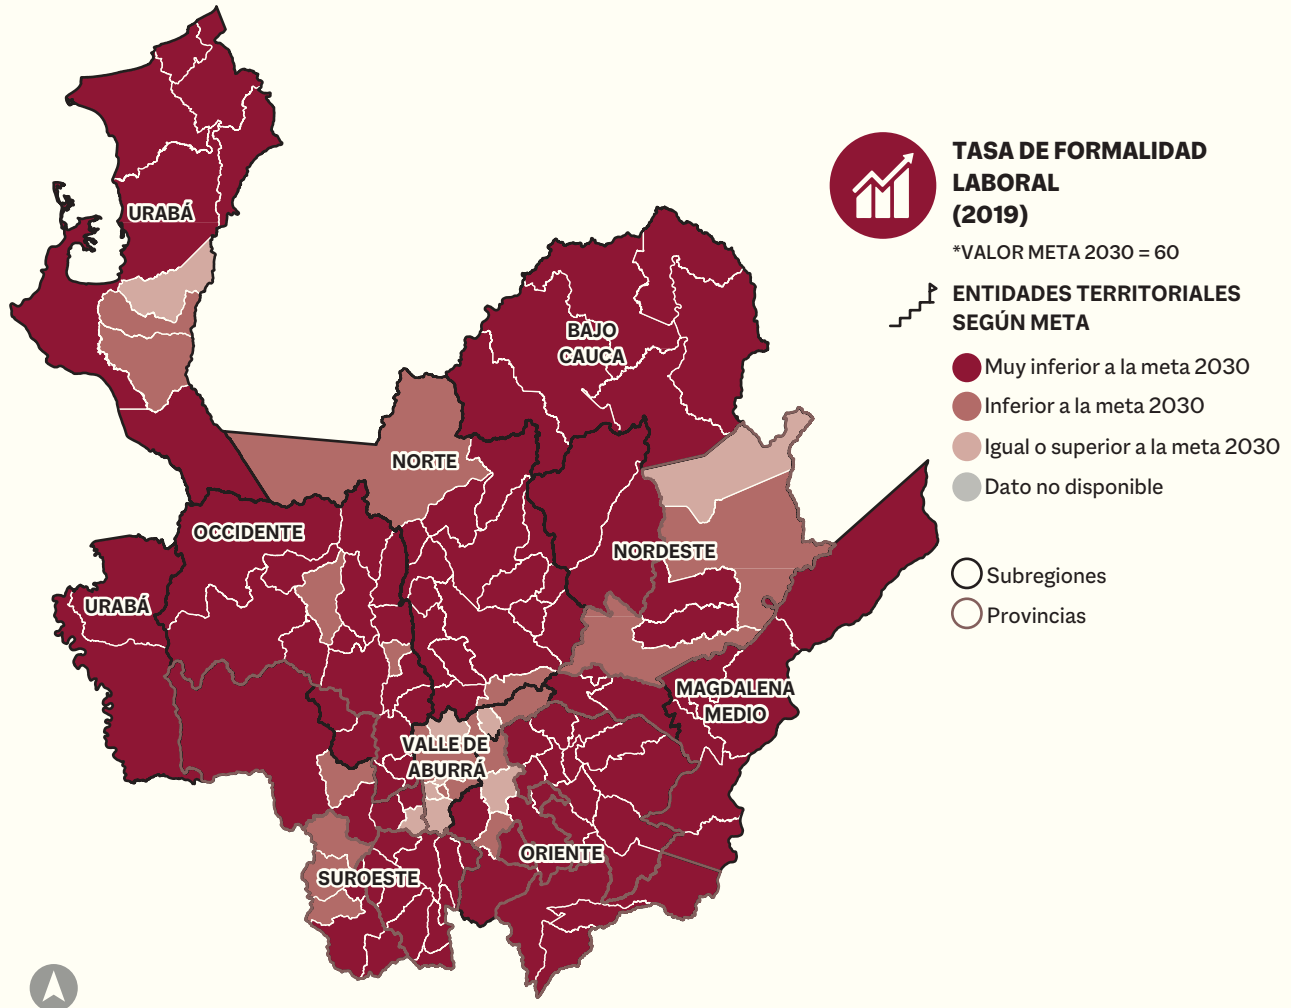 TASA DE FORMALIDAD
LABORAL
(2019)
*VALOR META 2030 = 60
ENTIDADES TERRITORIALES
SEGÚN META
Muy inferior a la meta 2030
Inferior a la meta 2030
Igual o superior a la meta 2030
Dato no disponible
Subregiones
Provincias
URABÁ
BAJO
CAUCA
NORTE
OCCIDENTE
NORDESTE
URABÁ
MAGDALENA
MEDIO
VALLE DE
ABURRÁ
ORIENTE
SUROESTE